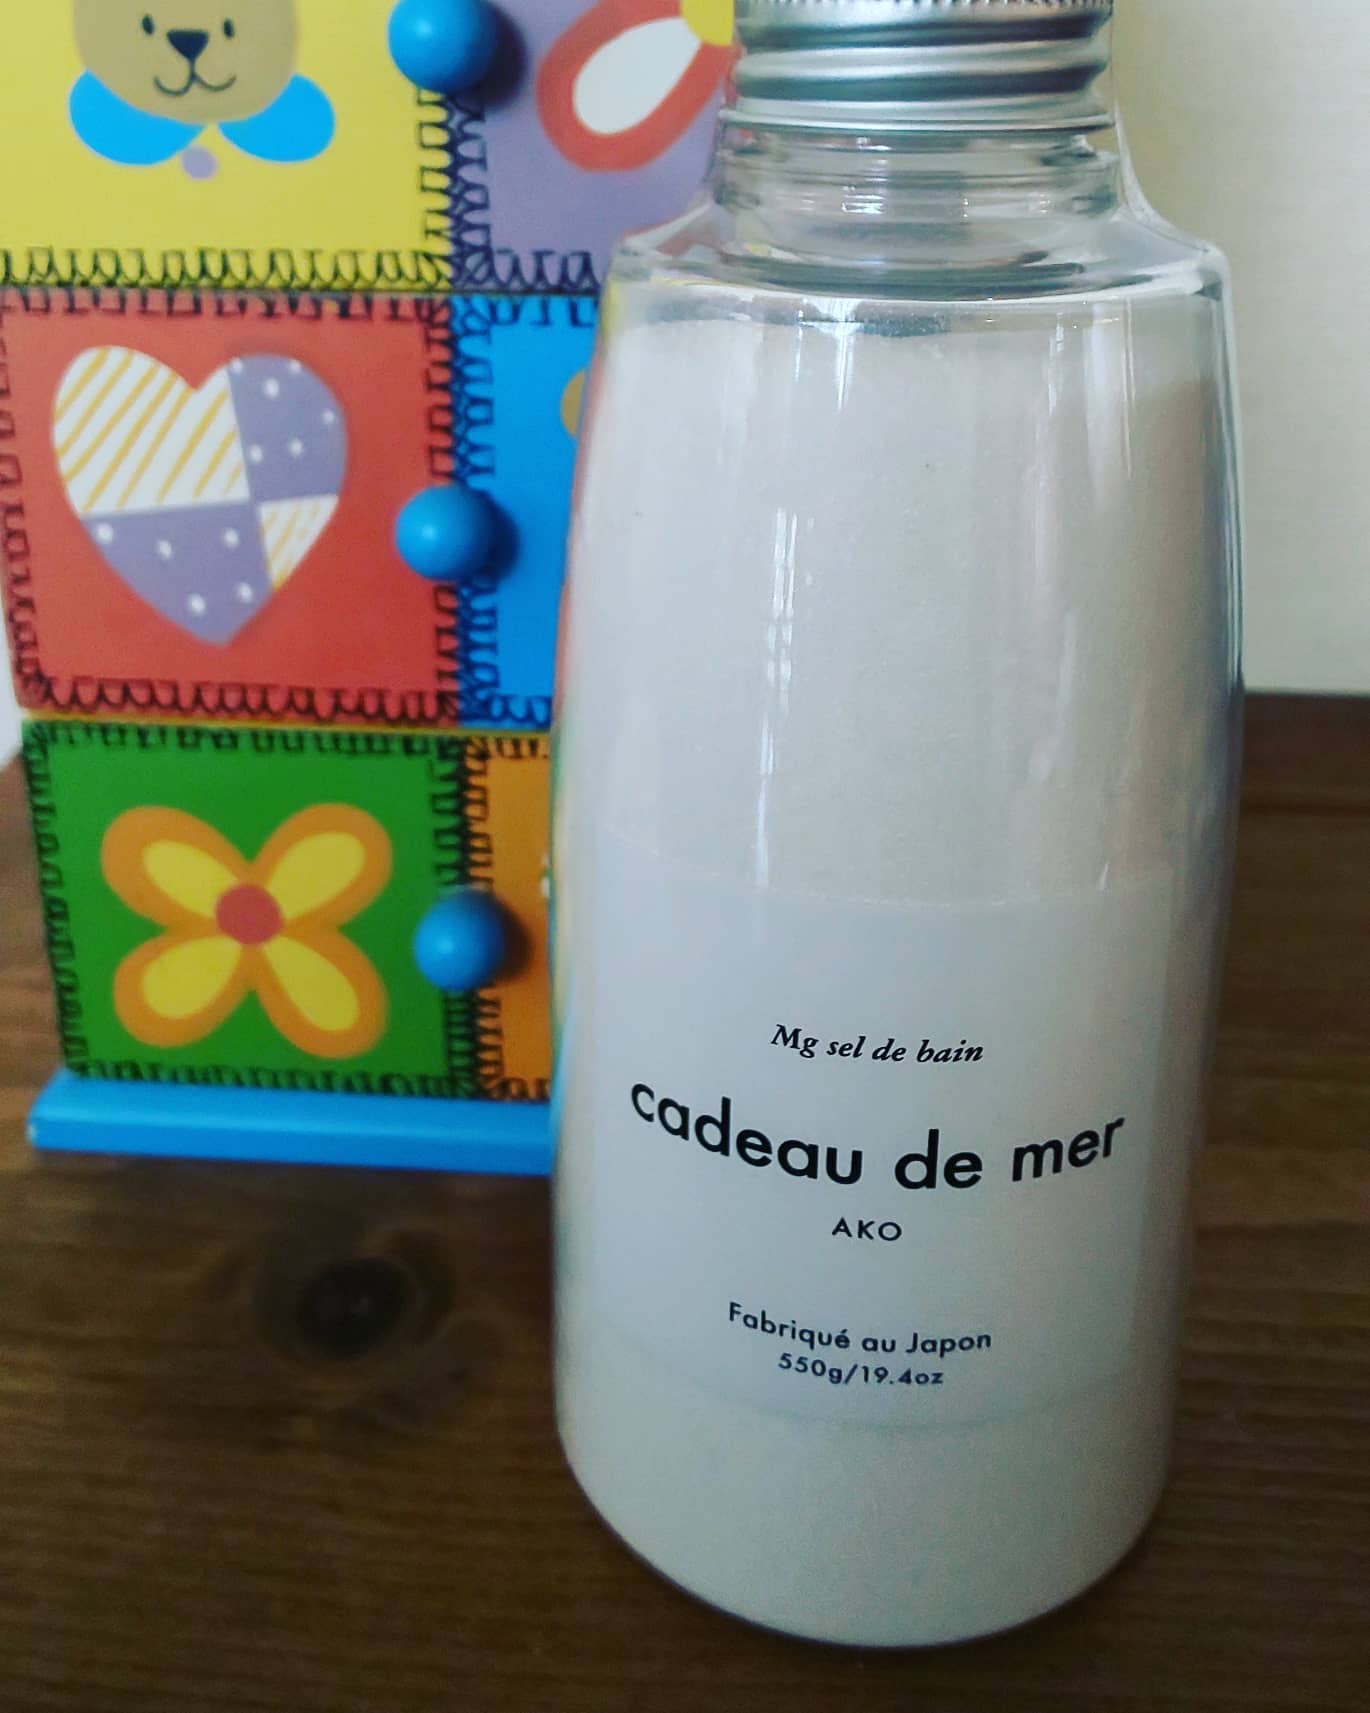 Mg sel de bain
cadeau de mer
AKO
Fabriqué au Japon
550g/19.4oz